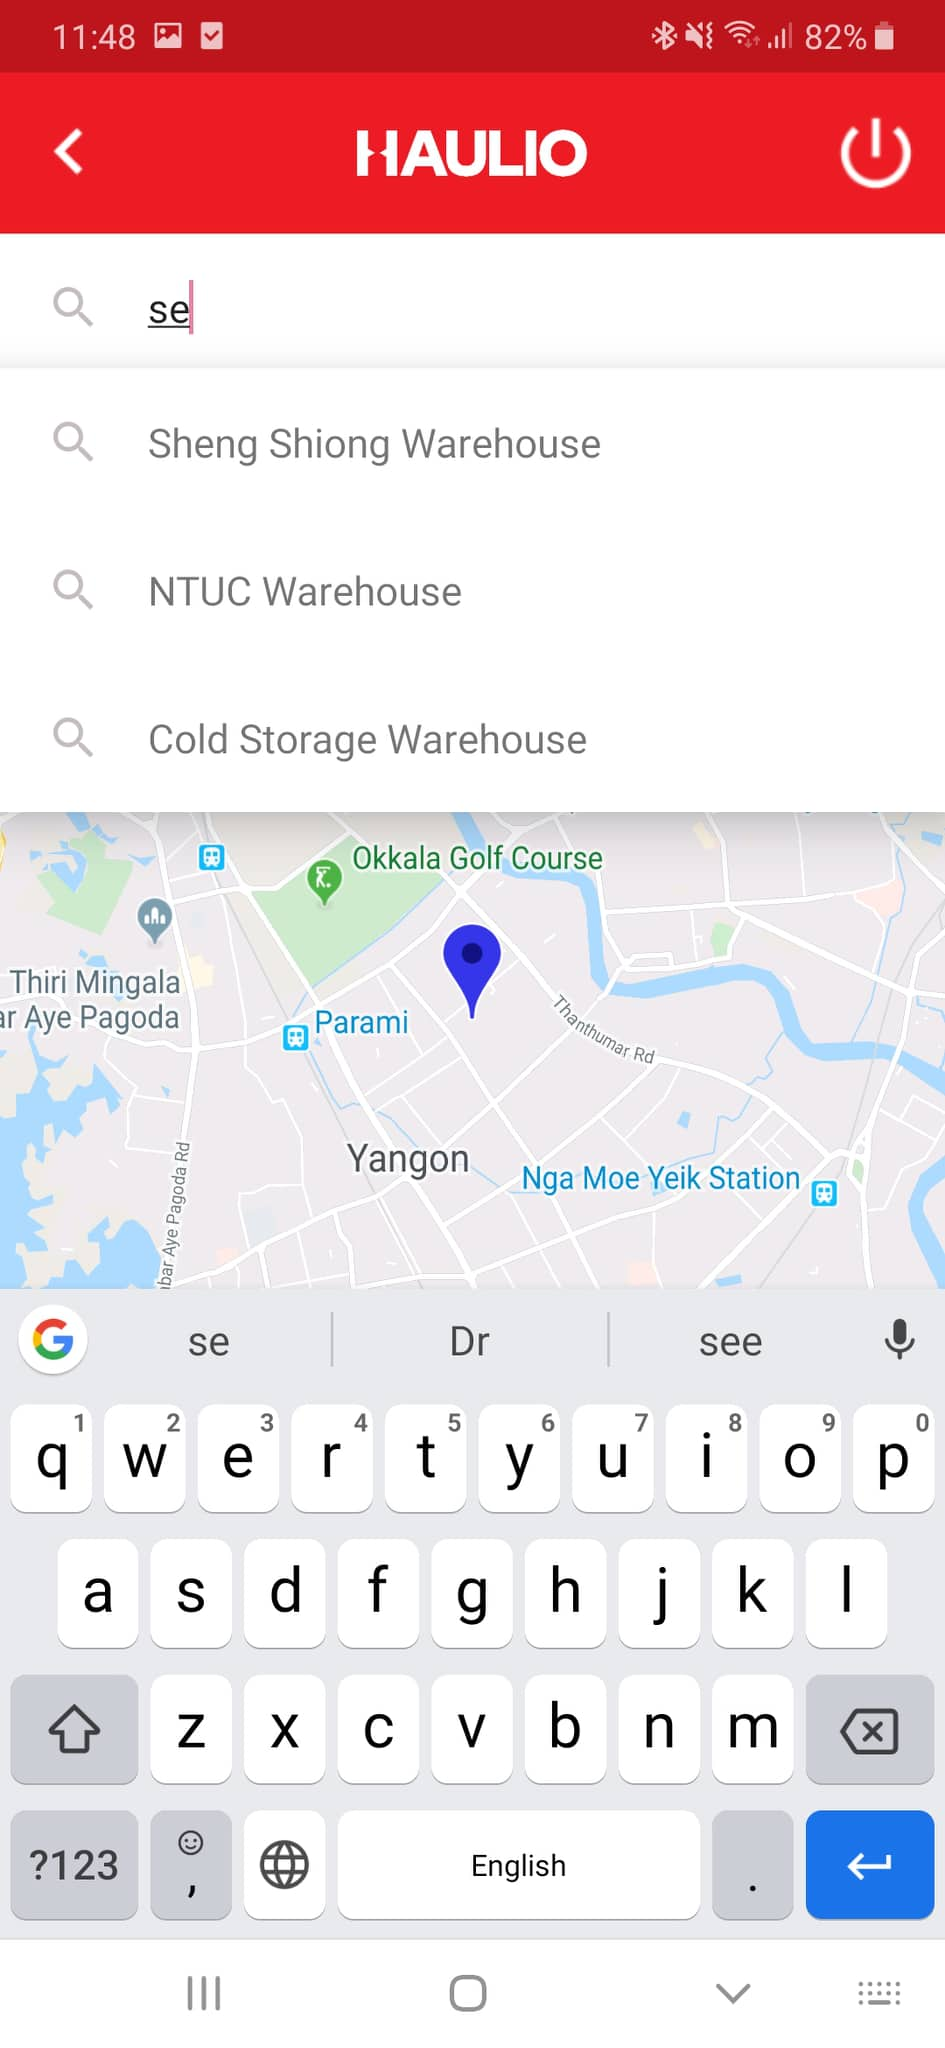 11:48 82%
HAULIO
se
Sheng Shiong Warehouse
NTUC Warehouse
Cold Storage Warehouse
Okkala Golf Course
Thiri Mingala
ar Aye Pagoda
Parami
Thanthumar Rd
Yangon
Nga Moe Yeik Station
bar Aye Pagoda Rd
se Dr see
1 2 3 4 5 6 7 8 9 0
q w e r t y u i o p
a s d f g h j k l
z x c v b n m
?123 , English .